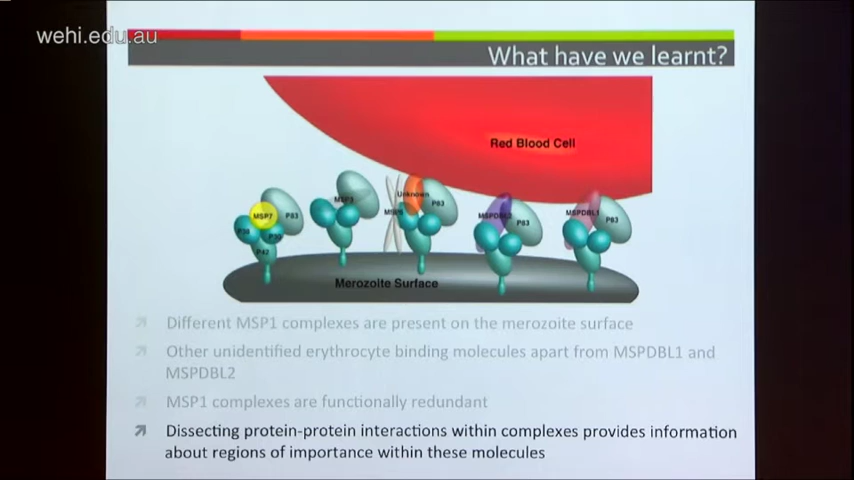 wehi.edu.au
What have we learnt?
Red Blood Cell
Unknown
MSP7
P83
P83
MSPDBL2
P83
MSPDBL1
P83
P38
P30
P42
Merozoite Surface
Different MSP1 complexes are present on the merozoite surface
Other unidentified erythrocyte binding molecules apart from MSPDBL1 and
MSPDBL2
MSP1 complexes are functionally redundant
Dissecting protein-protein interactions within complexes provides information
about regions of importance within these molecules